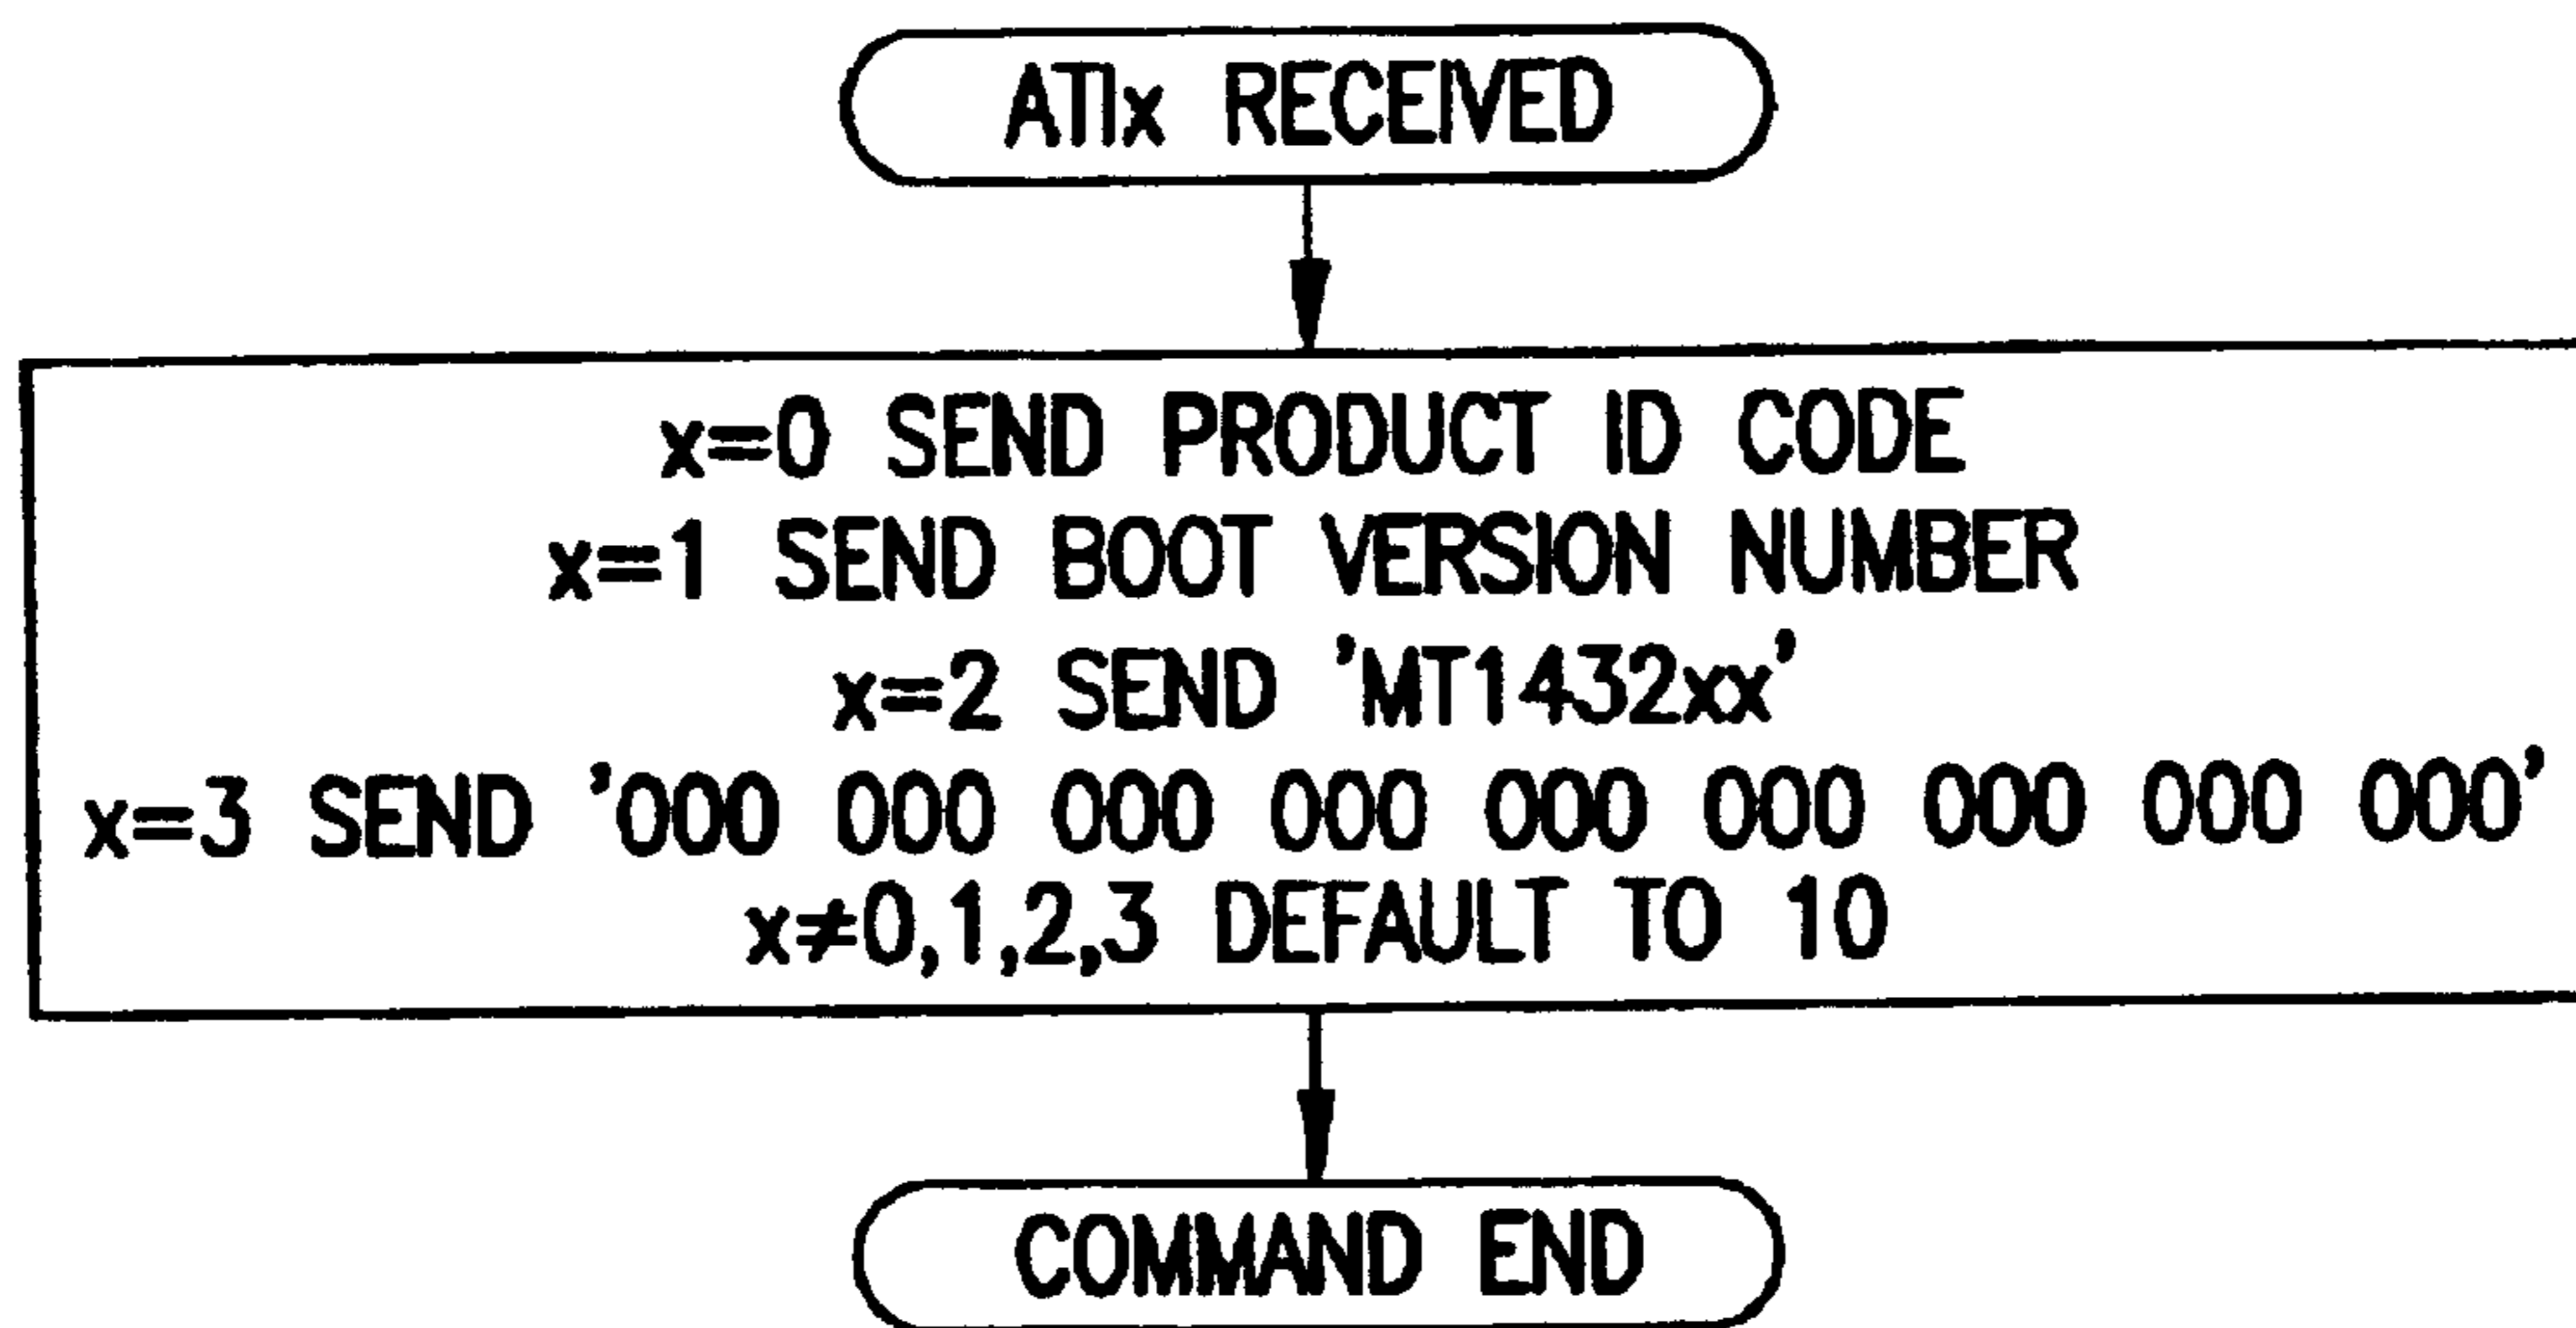 ATIx RECEIVED
x=0 SEND PRODUCT ID CODE
x=1 SEND BOOT VERSION NUMBER
x=2 SEND 'MT1432xx'
x=3 SEND '000 000 000 000 000 000 000 000 000'
x≠0,1,2,3 DEFAULT TO 10
COMMAND END